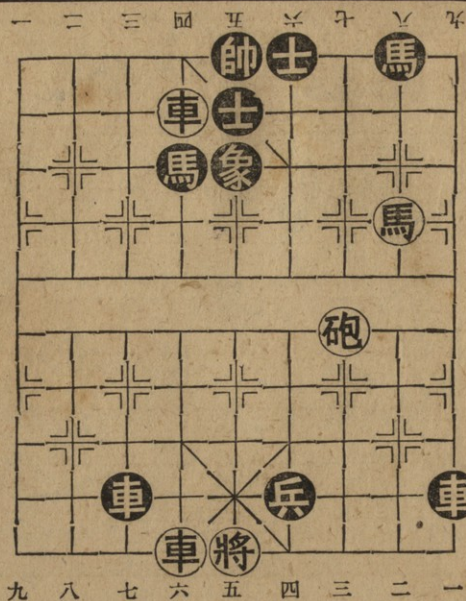 一 二 三 四 五 六 七 八 九
帥 士 馬
車 士
馬 象
馬
砲
車 兵 車
車 將
九 八 七 六 五 四 三 二 一